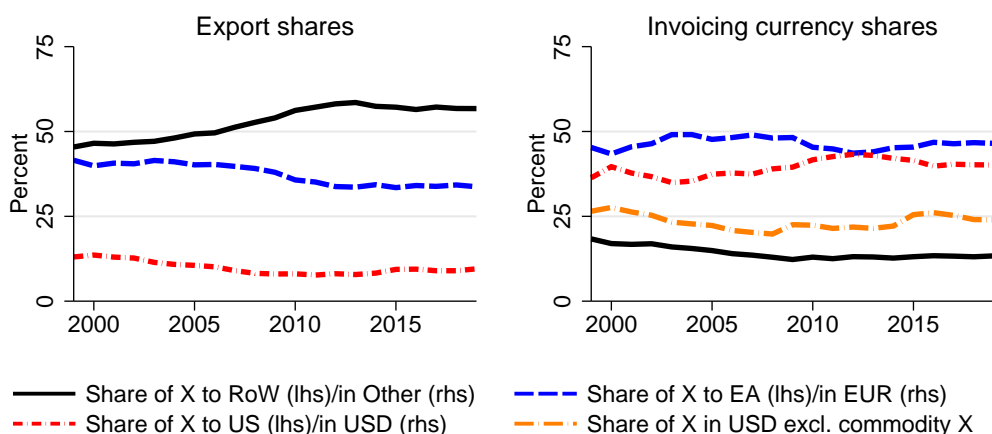 Export shares
Percent
0 25 50 75
2000 2005 2010 2015
Invoicing currency shares
Percent
0 25 50 75
2000 2005 2010 2015
Share of X to RoW (lhs)/in Other (rhs)
Share of X to EA (lhs)/in EUR (rhs)
Share of X to US (lhs)/in USD (rhs)
Share of X in USD excl. commodity X